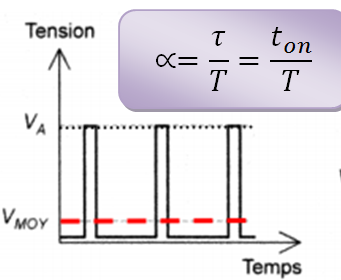 Tension
∝= τ/T = t_on/T
V_A
V_MOY
Temps